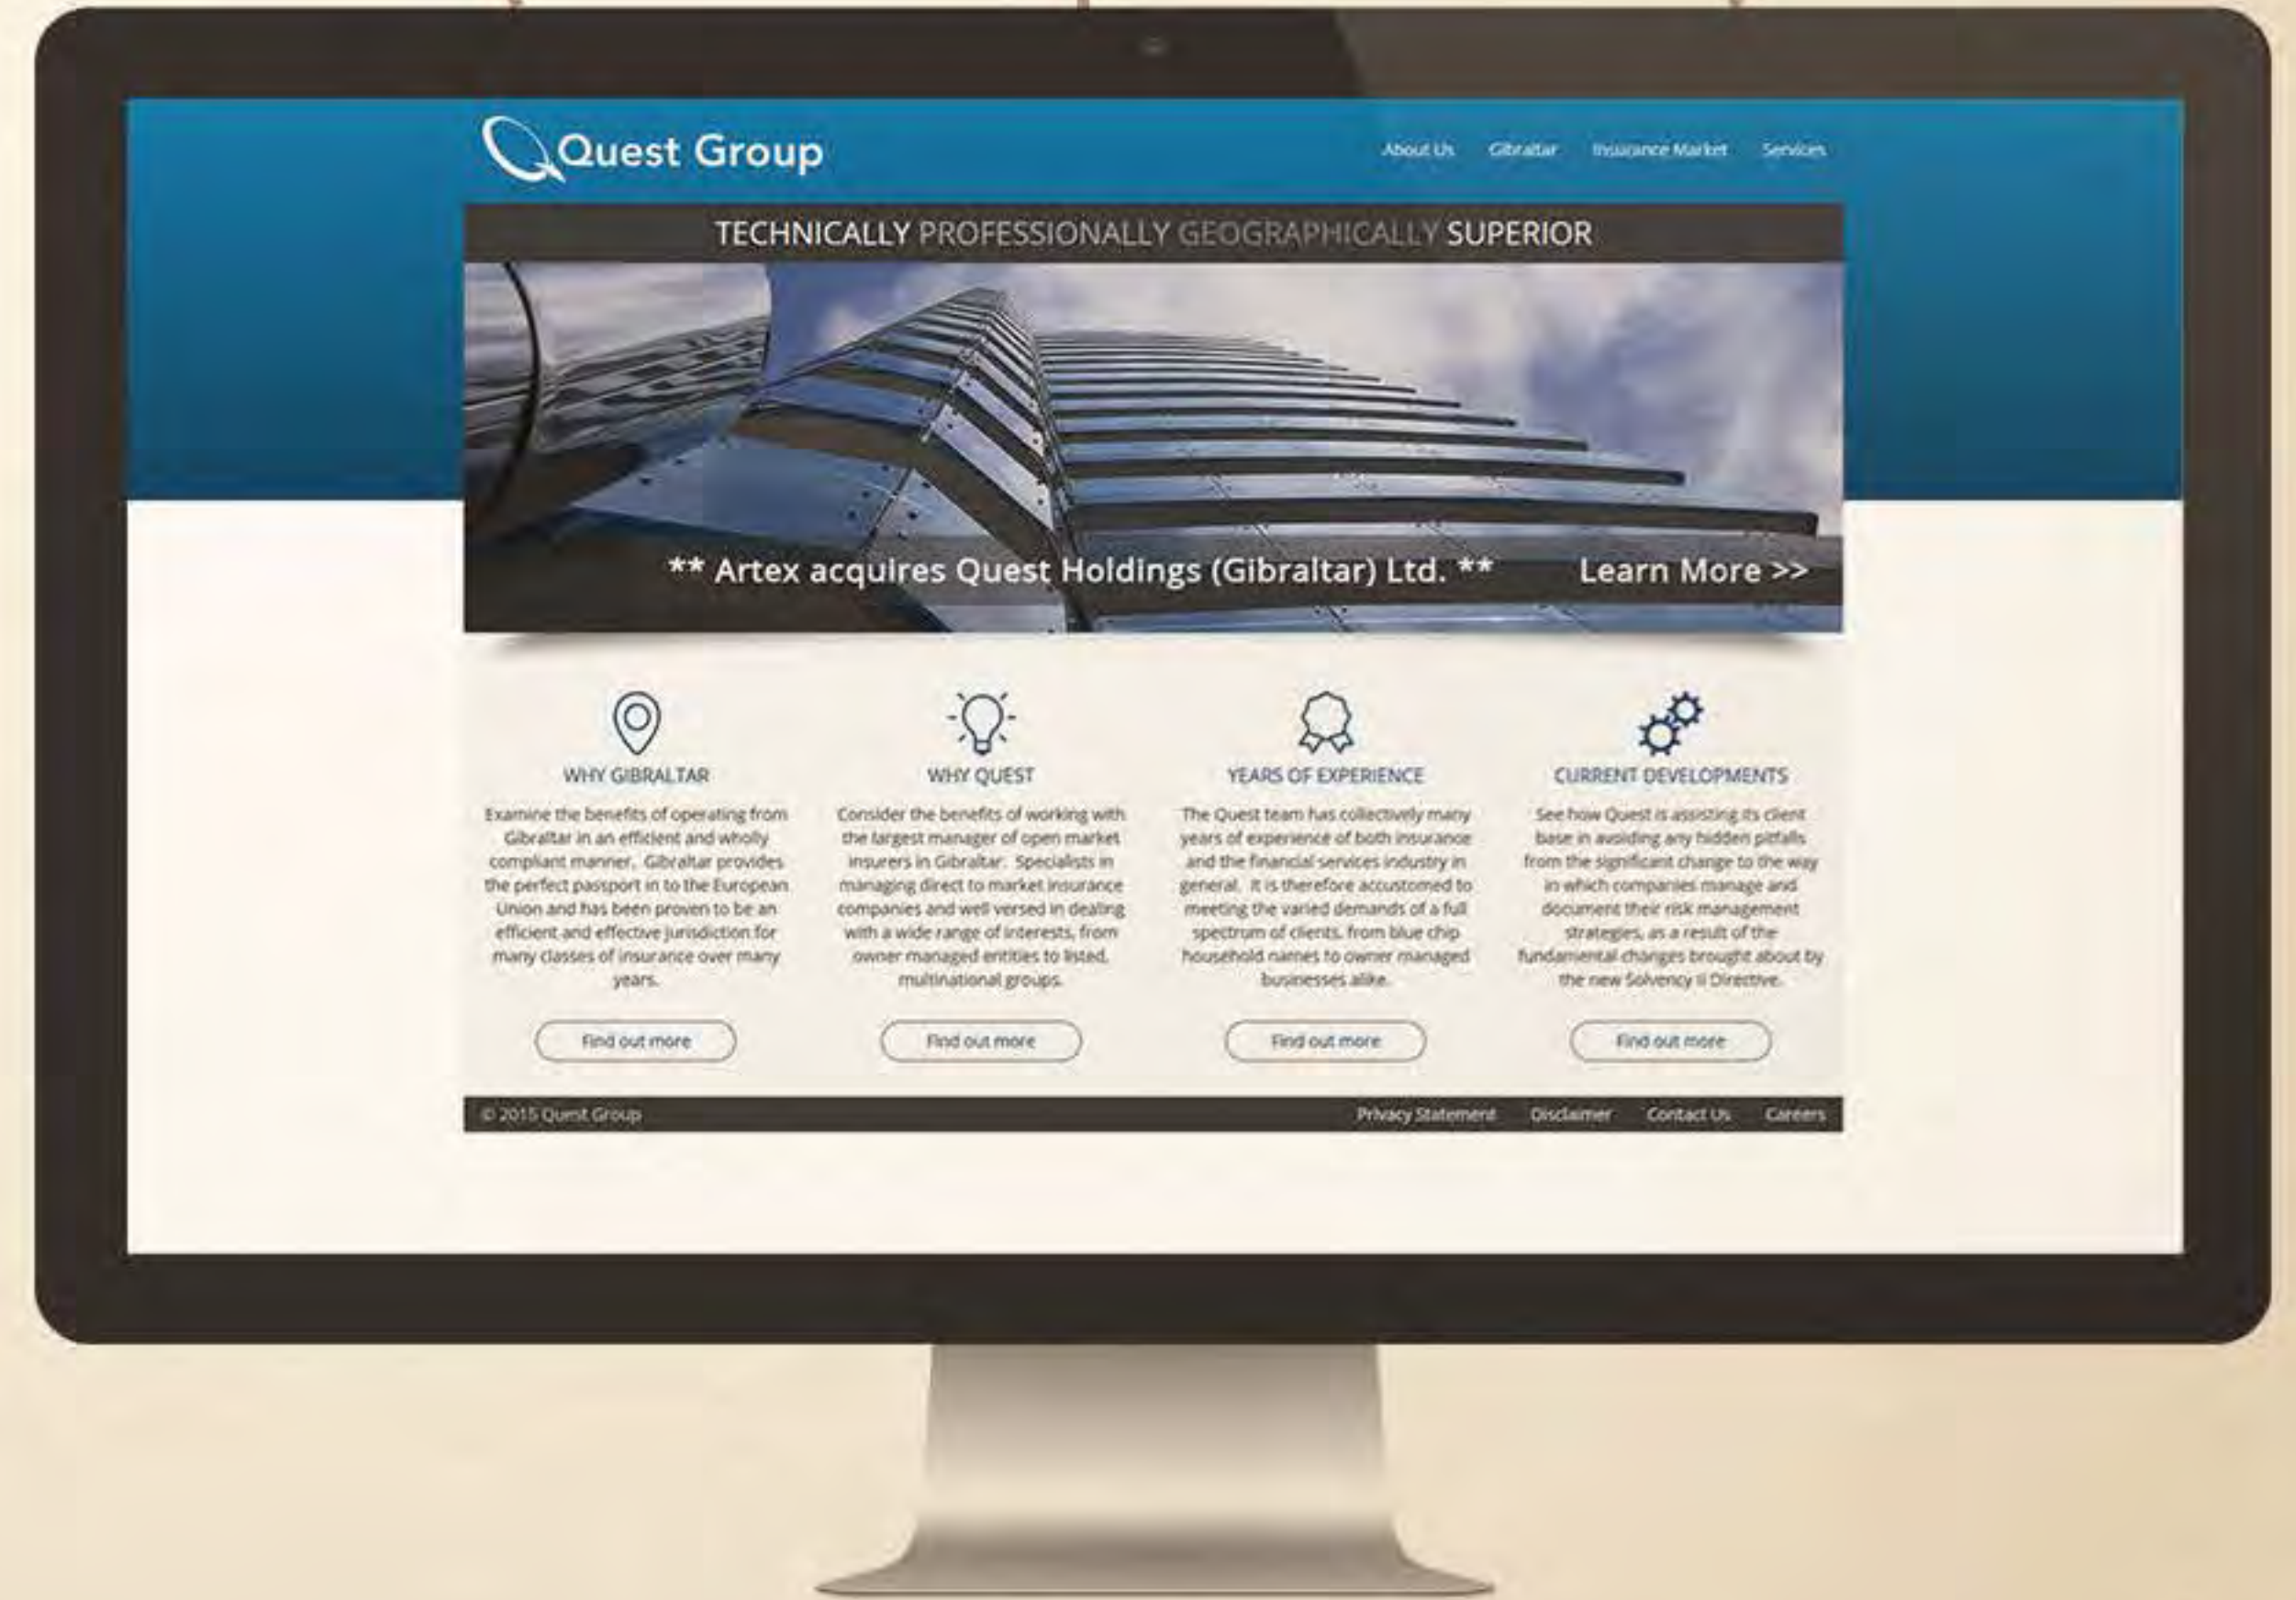 Quest Group
About Us Gibraltar Insurance Market Services
TECHNICALLY PROFESSIONALLY GEOGRAPHICALLY SUPERIOR
** Artex acquires Quest Holdings (Gibraltar) Ltd. ** Learn More >>
WHY GIBRALTAR
Examine the benefits of operating from
Gibraltar in an efficient and wholly
compliant manner. Gibraltar provides
the perfect passport in to the European
Union and has been proven to be an
efficient and effective jurisdiction for
many classes of insurance over many
years.
Find out more
WHY QUEST
Consider the benefits of working with
the largest manager of open market
insurers in Gibraltar. Specialists in
managing direct to market insurance
companies and well versed in dealing
with a wide range of interests, from
owner managed entities to listed,
multinational groups.
Find out more
YEARS OF EXPERIENCE
The Quest team has collectively many
years of experience of both insurance
and the financial services industry in
general. It is therefore accustomed to
meeting the varied demands of a full
spectrum of clients, from blue chip
household names to owner managed
businesses alike.
Find out more
CURRENT DEVELOPMENTS
See how Quest is assisting its client
base in avoiding any hidden pitfalls
from the significant change to the way
in which companies manage and
document their risk management
strategies, as a result of the
fundamental changes brought about by
the new Solvency II Directive.
Find out more
© 2015 Quest Group Privacy Statement Disclaimer Contact Us Careers